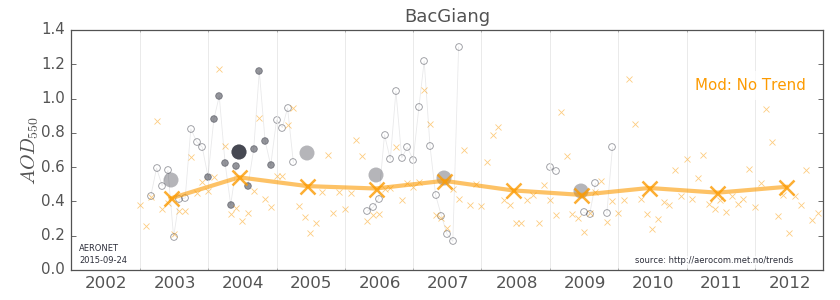 BacGiang
1.4
1.2
1.0
0.8
0.6
0.4
0.2
0.0
AOD550
Mod: No Trend
AERONET
2015-09-24
source: http://aerocom.met.no/trends
2002 2003 2004 2005 2006 2007 2008 2009 2010 2011 2012